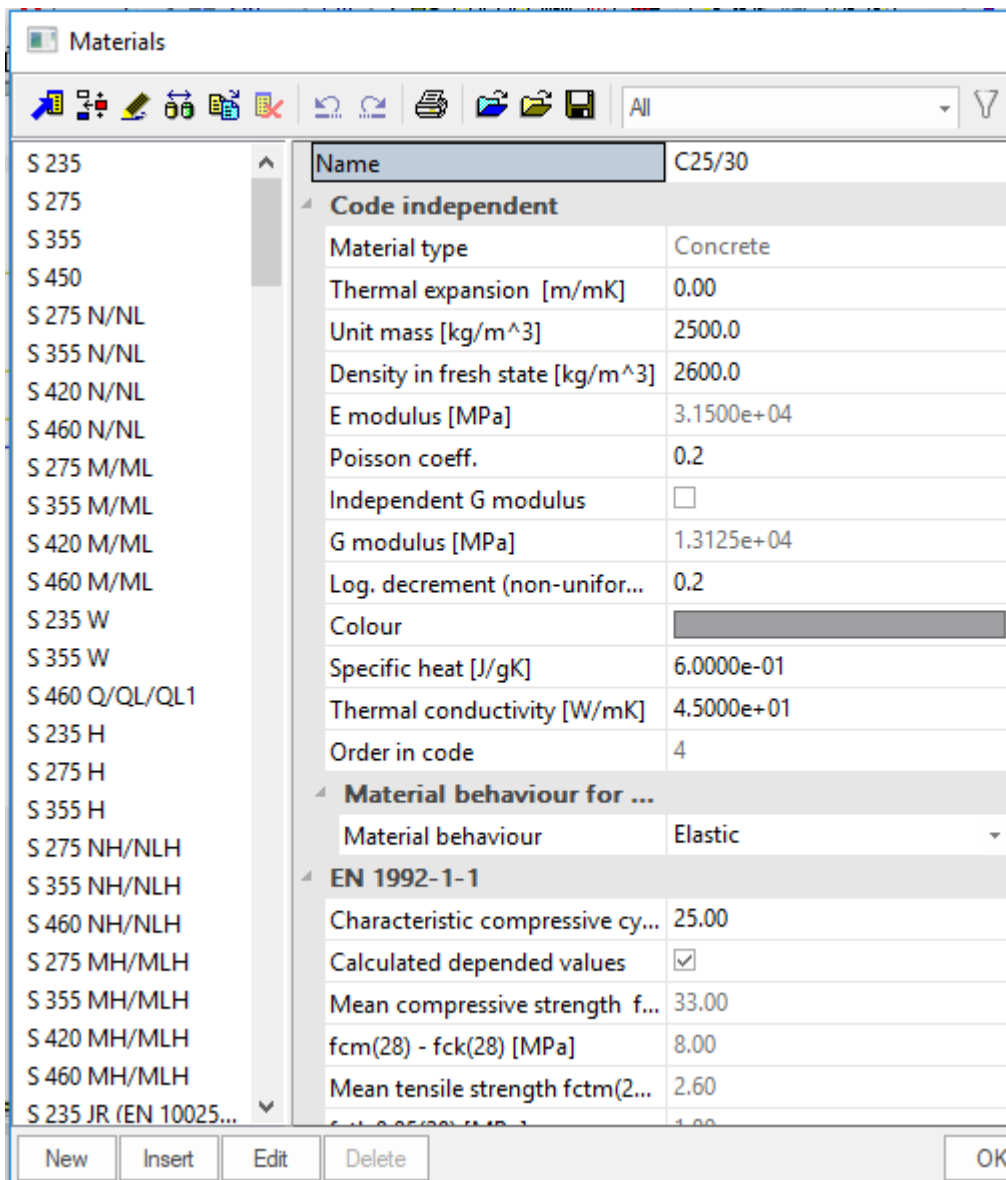 Materials
All
S 235
S 275
S 355
S 450
S 275 N/NL
S 355 N/NL
S 420 N/NL
S 460 N/NL
S 275 M/ML
S 355 M/ML
S 420 M/ML
S 460 M/ML
S 235 W
S 355 W
S 460 Q/QL/QL1
S 235 H
S 275 H
S 355 H
S 275 NH/NLH
S 355 NH/NLH
S 460 NH/NLH
S 275 MH/MLH
S 355 MH/MLH
S 420 MH/MLH
S 460 MH/MLH
S 235 JR (EN 10025...
Name C25/30
Code independent
Material type Concrete
Thermal expansion [m/mK] 0.00
Unit mass [kg/m^3] 2500.0
Density in fresh state [kg/m^3] 2600.0
E modulus [MPa] 3.1500e+04
Poisson coeff. 0.2
Independent G modulus
G modulus [MPa] 1.3125e+04
Log. decrement (non-unifor... 0.2
Colour
Specific heat [J/gK] 6.0000e-01
Thermal conductivity [W/mK] 4.5000e+01
Order in code 4
Material behaviour for ...
Material behaviour Elastic
EN 1992-1-1
Characteristic compressive cy... 25.00
Calculated depended values
Mean compressive strength f... 33.00
fcm(28) - fck(28) [MPa] 8.00
Mean tensile strength fctm(2... 2.60
New Insert Edit Delete OK